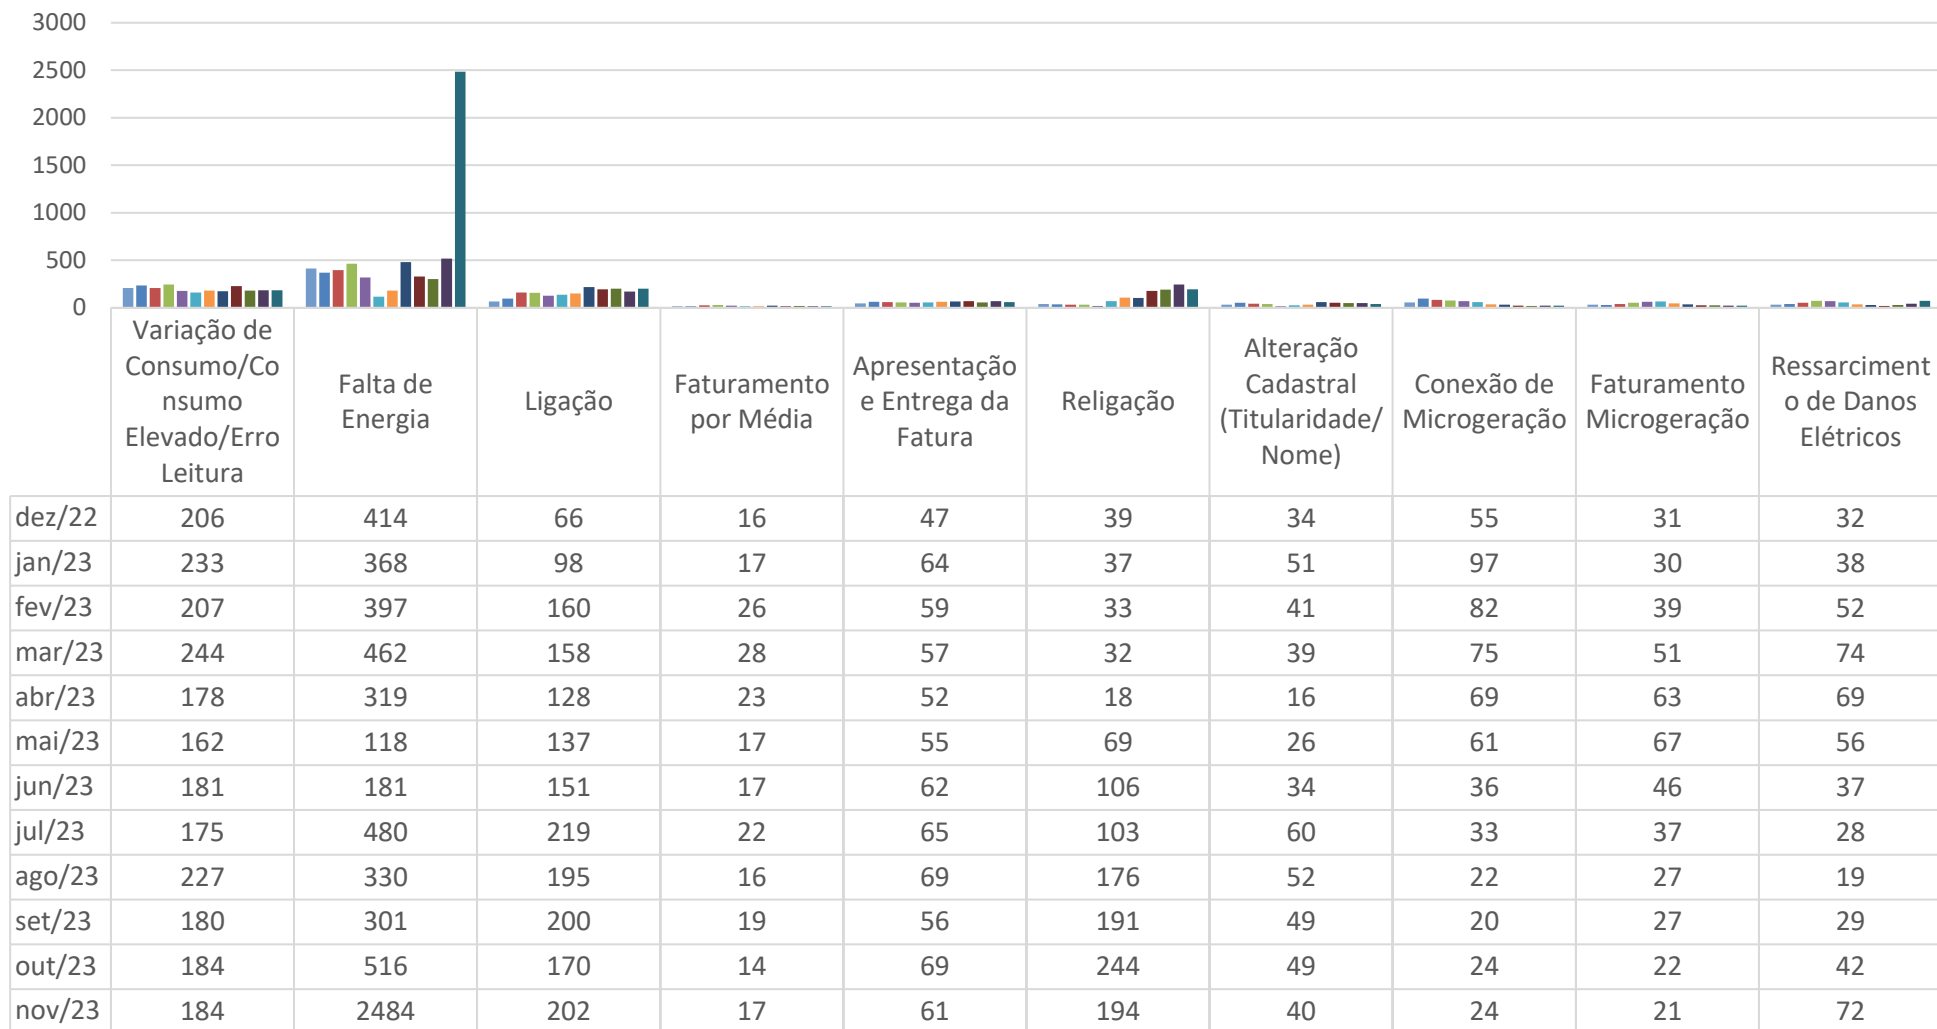 3000
2500
2000
1500
1000
500
0
Variação de
Consumo/Co
nsumo
Elevado/Erro
Leitura
Falta de
Energia
Ligação
Faturamento
por Média
Apresentação
e Entrega da
Fatura
Religação
Alteração
Cadastral
(Titularidade/
Nome)
Conexão de
Microgeração
Faturamento
Microgeração
Ressarciment
o de Danos
Elétricos
dez/22 206 414 66 16 47 39 34 55 31 32
jan/23 233 368 98 17 64 37 51 97 30 38
fev/23 207 397 160 26 59 33 41 82 39 52
mar/23 244 462 158 28 57 32 39 75 51 74
abr/23 178 319 128 23 52 18 16 69 63 69
mai/23 162 118 137 17 55 69 26 61 67 56
jun/23 181 181 151 17 62 106 34 36 46 37
jul/23 175 480 219 22 65 103 60 33 37 28
ago/23 227 330 195 16 69 176 52 22 27 19
set/23 180 301 200 19 56 191 49 20 27 29
out/23 184 516 170 14 69 244 49 24 22 42
nov/23 184 2484 202 17 61 194 40 24 21 72